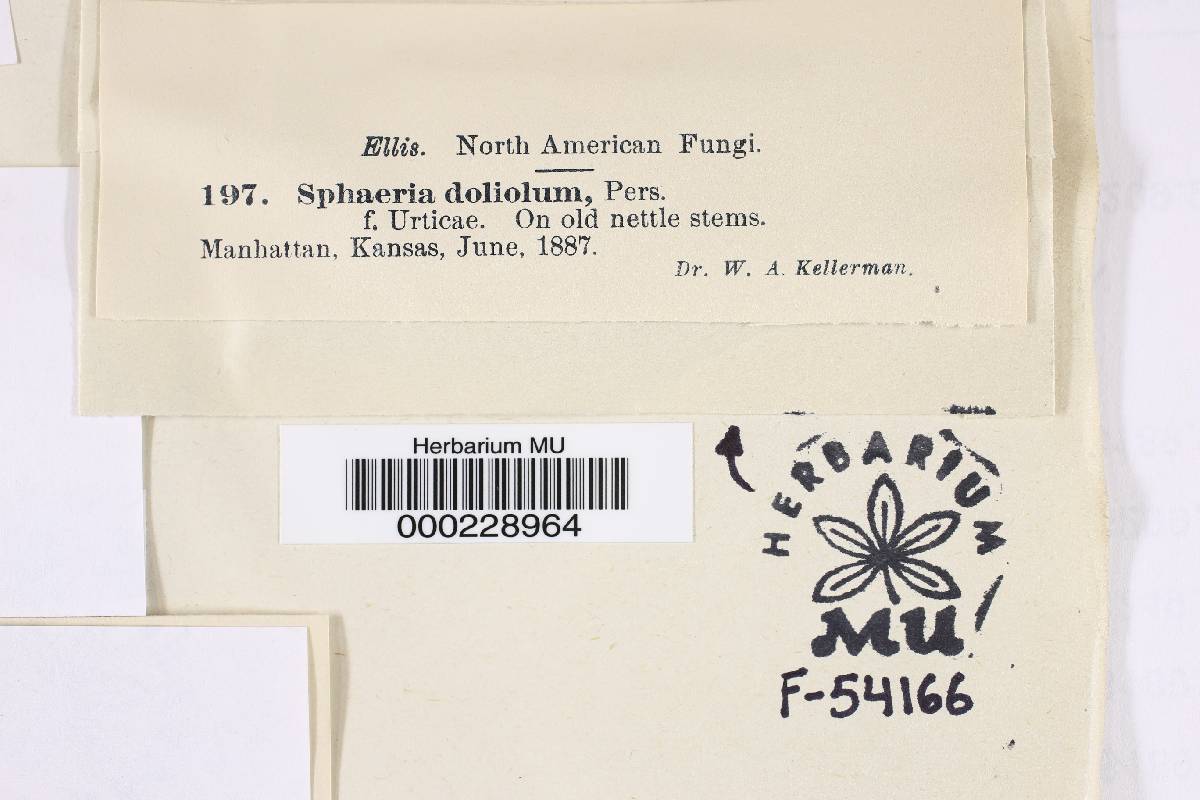 Ellis. North American Fungi.
197. Sphaeria doliolum, Pers.
f. Urticae. On old nettle stems.
Manhattan, Kansas, June, 1887.
Dr. W. A. Kellerman.
Herbarium MU
000228964
HERBARIUM
MU
F-54166